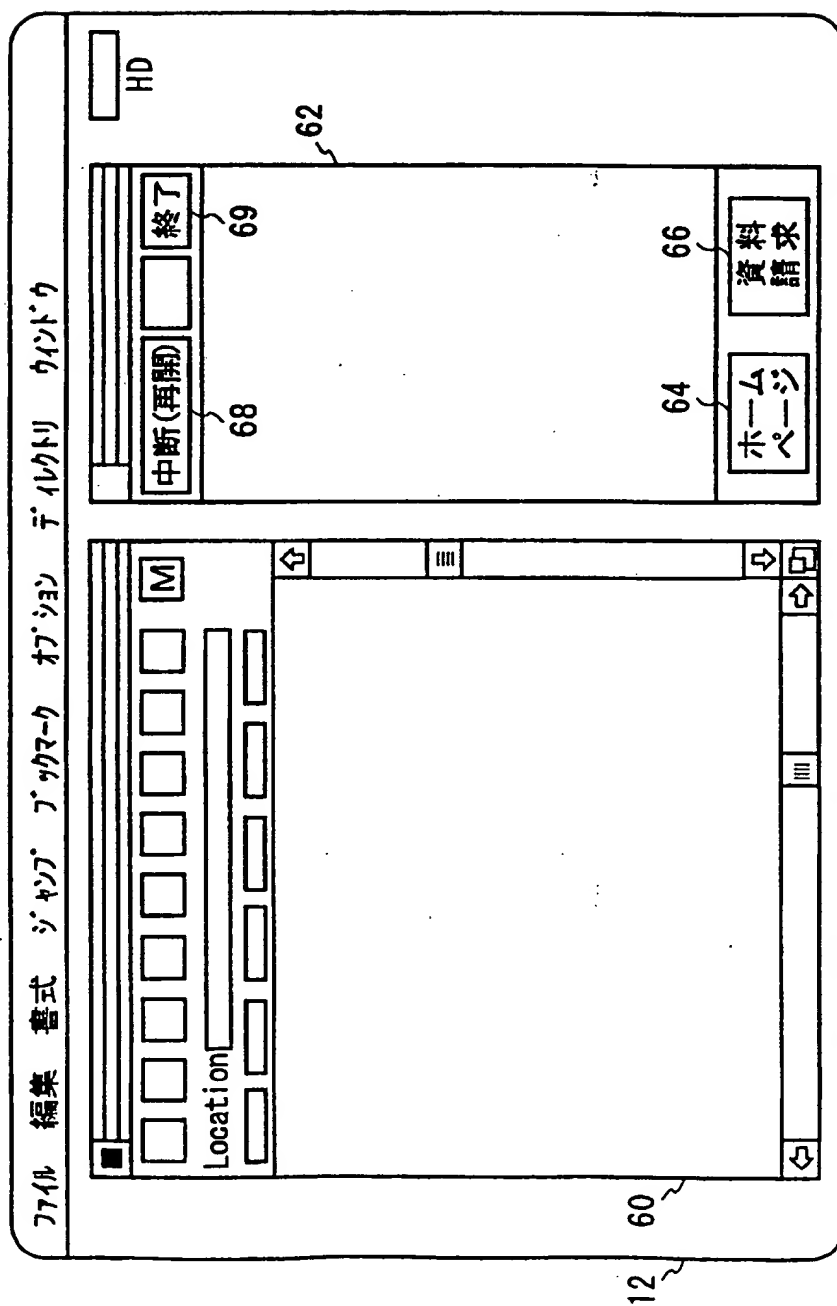 ファイル 編集 書式 ジャンプ ブックマーク オプション ディレクトリ ウィンドウ
HD
M
Location
中断(再開)
終了
68
69
62
64
66
ホーム
ページ
資料
請求
60
12